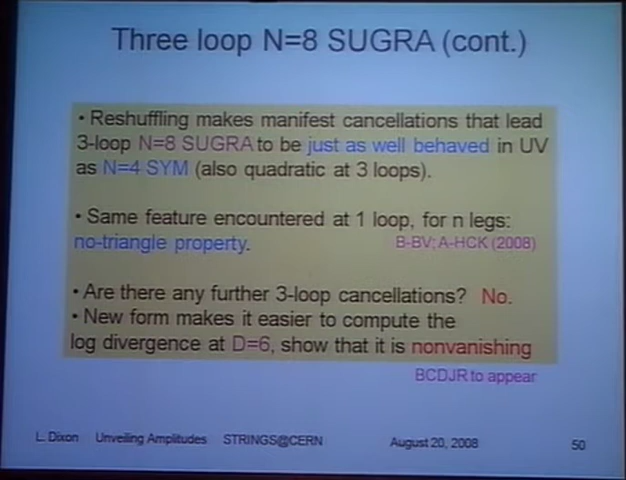 Three loop N=8 SUGRA (cont.)
• Reshuffling makes manifest cancellations that lead
3-loop N=8 SUGRA to be just as well behaved in UV
as N=4 SYM (also quadratic at 3 loops).
• Same feature encountered at 1 loop, for n legs:
no-triangle property. B-BV; A-HCK (2008)
• Are there any further 3-loop cancellations? No.
• New form makes it easier to compute the
log divergence at D=6, show that it is nonvanishing
BCDJR to appear
L. Dixon Unveiling Amplitudes STRINGS@CERN August 20, 2008 50